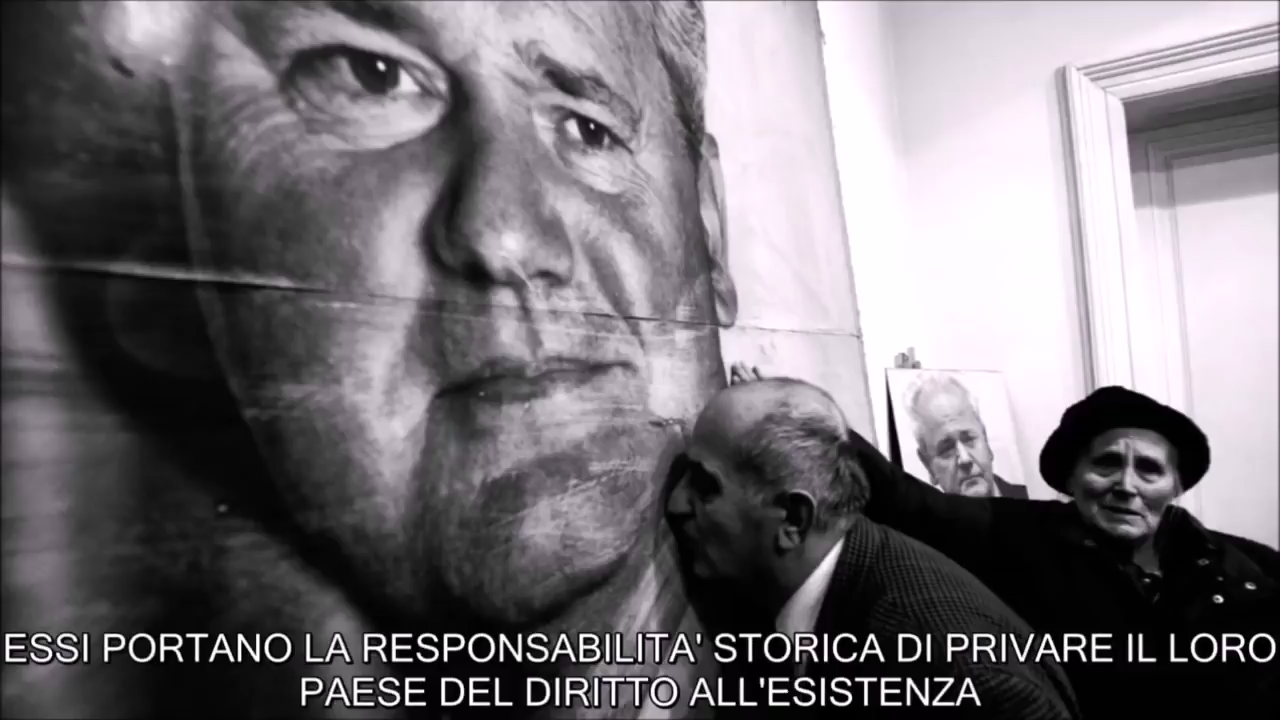 ESSI PORTANO LA RESPONSABILITA' STORICA DI PRIVARE IL LORO
PAESE DEL DIRITTO ALL'ESISTENZA